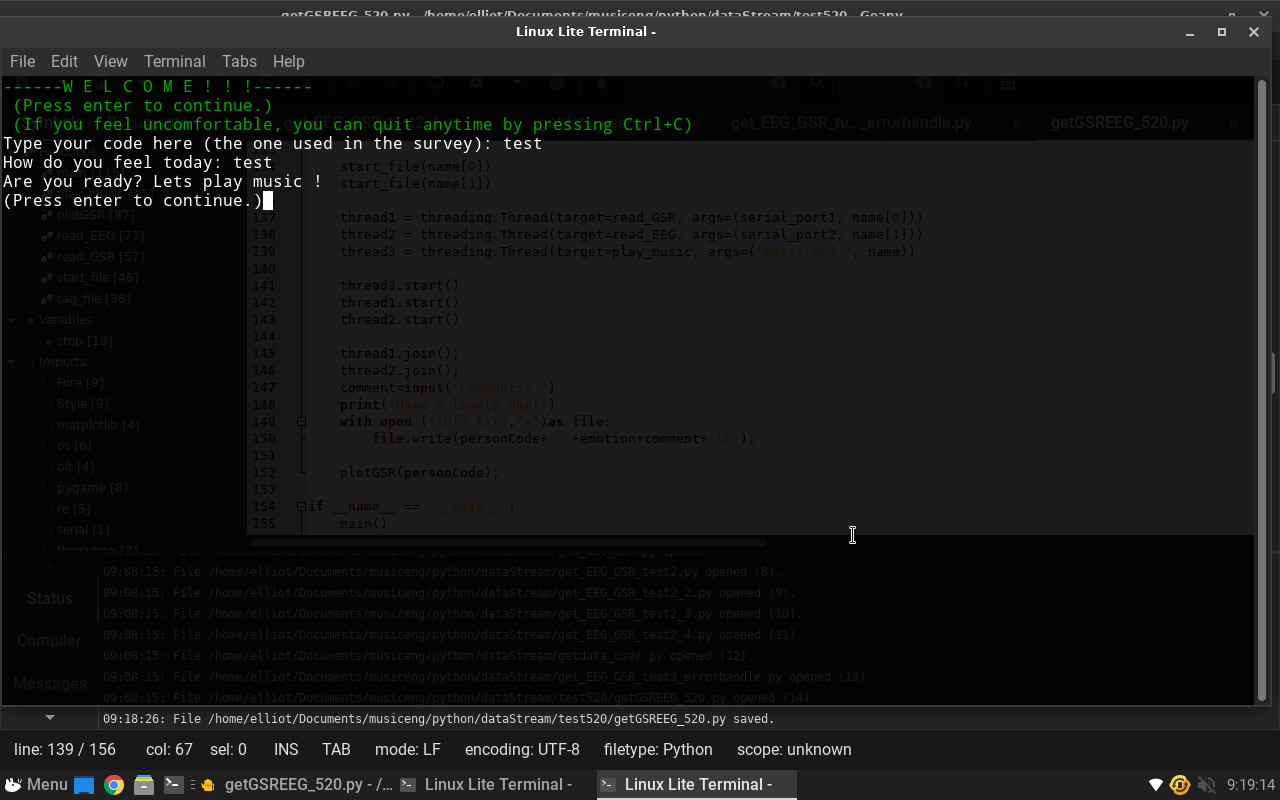 getGSREEG_520.py - /home/elliot/Documents/musiceng/python/dataStream/test520 - Geany
Linux Lite Terminal -
File Edit View Terminal Tabs Help
------W E L C O M E ! ! !------
(Press enter to continue.)
(If you feel uncomfortable, you can quit anytime by pressing Ctrl+C)
get_EEG_GSR_te..._errorhandle.py
getGSREEG_520.py
Type your code here (the one used in the survey): test
How do you feel today: test
Are you ready? Lets play music !
(Press enter to continue.)
plotGSR [87]
read_EEG [71]
read_GSR [57]
start_file [46]
tag_file [36]
Variables
stop [13]
Imports
Fore [9]
Style [9]
matplotlib [4]
os [6]
plt [4]
pygame [8]
re [5]
serial [1]
threading [3]
start_file(name[0])
start_file(name[1])
137 thread1 = threading.Thread(target=read_GSR, args=(serial_port1, name[0]))
138 thread2 = threading.Thread(target=read_EEG, args=(serial_port2, name[1]))
139 thread3 = threading.Thread(target=play_music, args=("music.mp3 ", name))
140
141 thread3.start()
142 thread1.start()
143 thread2.start()
144
145 thread1.join();
146 thread2.join();
147 comment=input("Comments? ")
148 print("Have a lovely day!")
149 with open ("info.txt","a")as file:
150 file.write(personCode+':'+emotion+comment+'\n');
151
152 plotGSR(personCode);
153
154 if __name__ == '__main__':
155 main()
Status
Compiler
Messages
09:08:15: File /home/elliot/Documents/musiceng/python/dataStream/get_EEG_GSR_test2.py opened (8).
09:08:15: File /home/elliot/Documents/musiceng/python/dataStream/get_EEG_GSR_test2_2.py opened (9).
09:08:15: File /home/elliot/Documents/musiceng/python/dataStream/get_EEG_GSR_test2_3.py opened (10).
09:08:15: File /home/elliot/Documents/musiceng/python/dataStream/get_EEG_GSR_test2_4.py opened (11).
09:08:15: File /home/elliot/Documents/musiceng/python/dataStream/getdata_user.py opened (12).
09:08:15: File /home/elliot/Documents/musiceng/python/dataStream/get_EEG_GSR_test3_errorhandle.py opened (13).
09:08:15: File /home/elliot/Documents/musiceng/python/dataStream/test520/getGSREEG_520.py opened (14).
09:18:26: File /home/elliot/Documents/musiceng/python/dataStream/test520/getGSREEG_520.py saved.
line: 139 / 156 col: 67 sel: 0 INS TAB mode: LF encoding: UTF-8 filetype: Python scope: unknown
Menu getGSREEG_520.py - /... Linux Lite Terminal - Linux Lite Terminal - 9:19:14